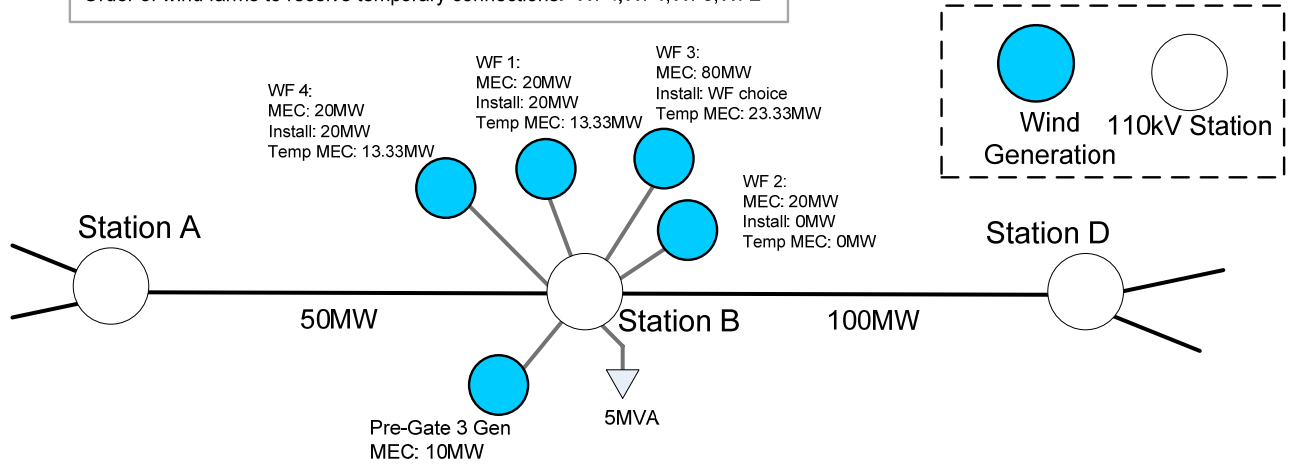 WF 3:
MEC: 80MW
Install: WF choice
Temp MEC: 23.33MW
WF 1:
MEC: 20MW
Install: 20MW
Temp MEC: 13.33MW
WF 4:
MEC: 20MW
Install: 20MW
Temp MEC: 13.33MW
Wind
Generation
110kV Station
WF 2:
MEC: 20MW
Install: 0MW
Temp MEC: 0MW
Station A
Station D
50MW
Station B
100MW
5MVA
Pre-Gate 3 Gen
MEC: 10MW